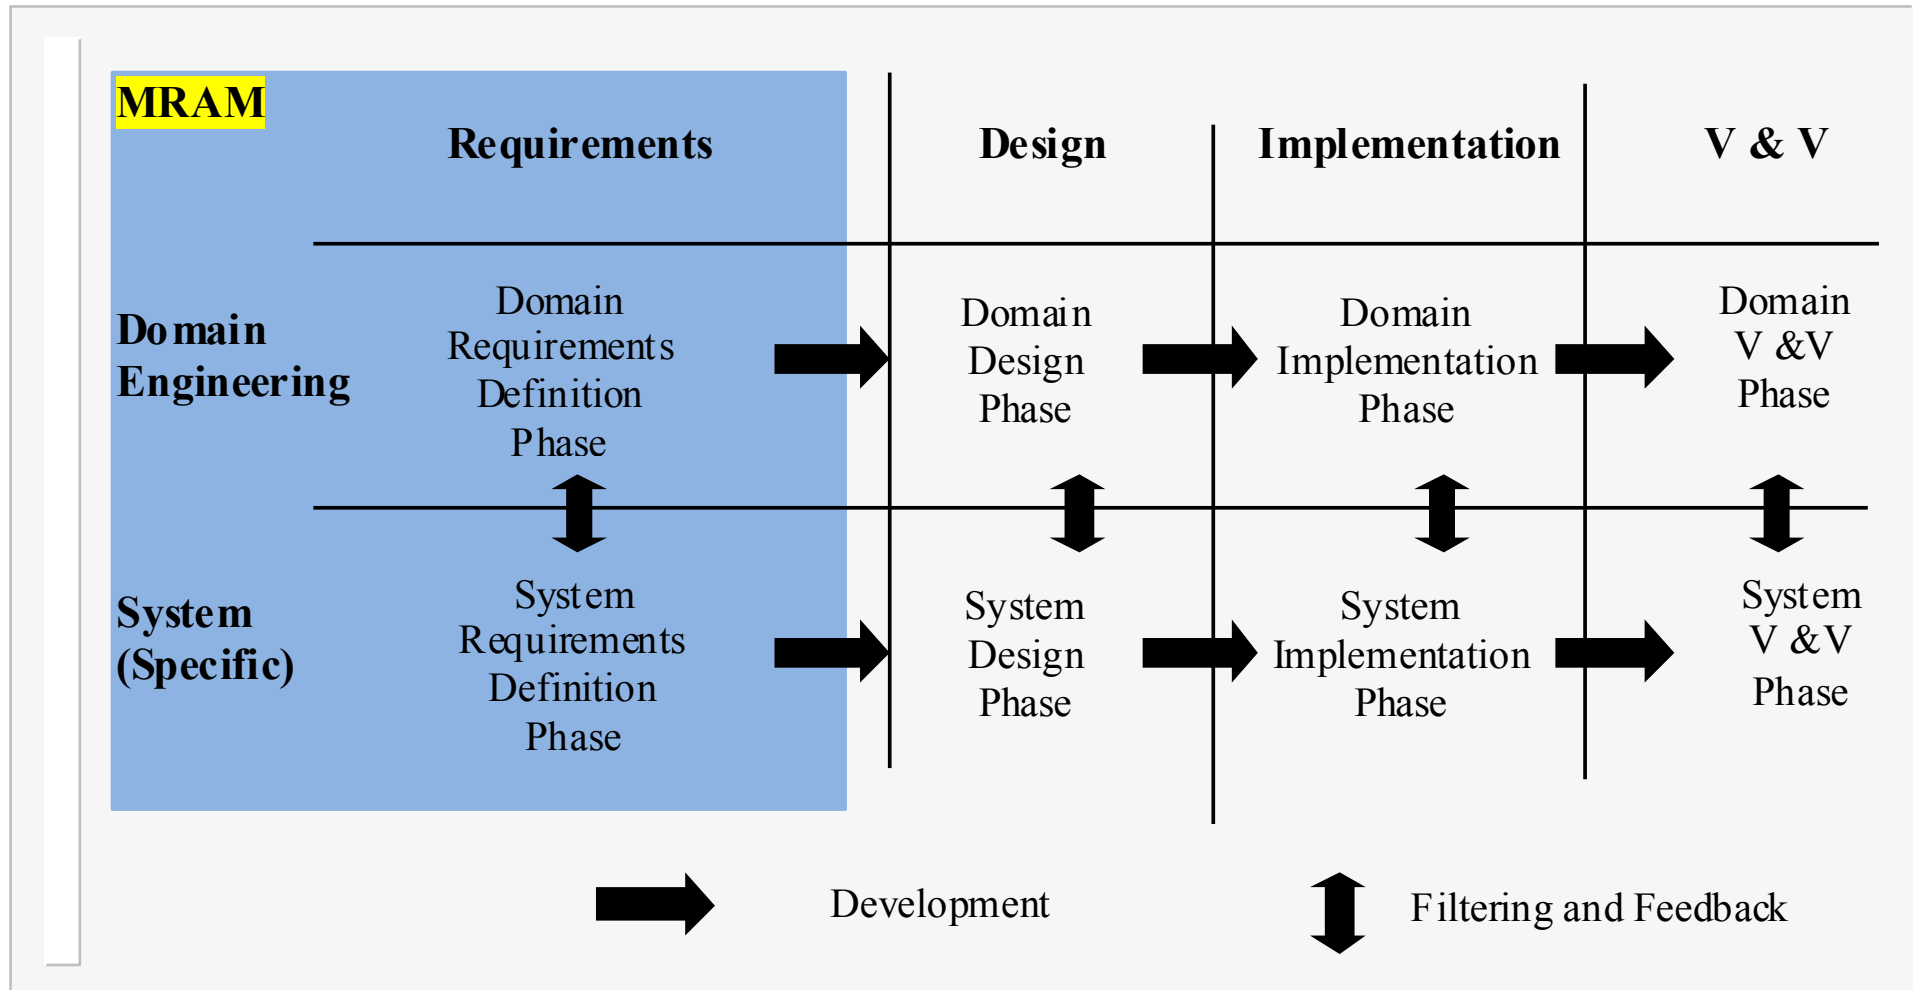 MRAM
Requirements
Design
Implementation
V & V
Domain
Engineering
Domain
Requirements
Definition
Phase
Domain
Design
Phase
Domain
Implementation
Phase
Domain
V &V
Phase
System
(Specific)
System
Requirements
Definition
Phase
System
Design
Phase
System
Implementation
Phase
System
V &V
Phase
Development
Filtering and Feedback